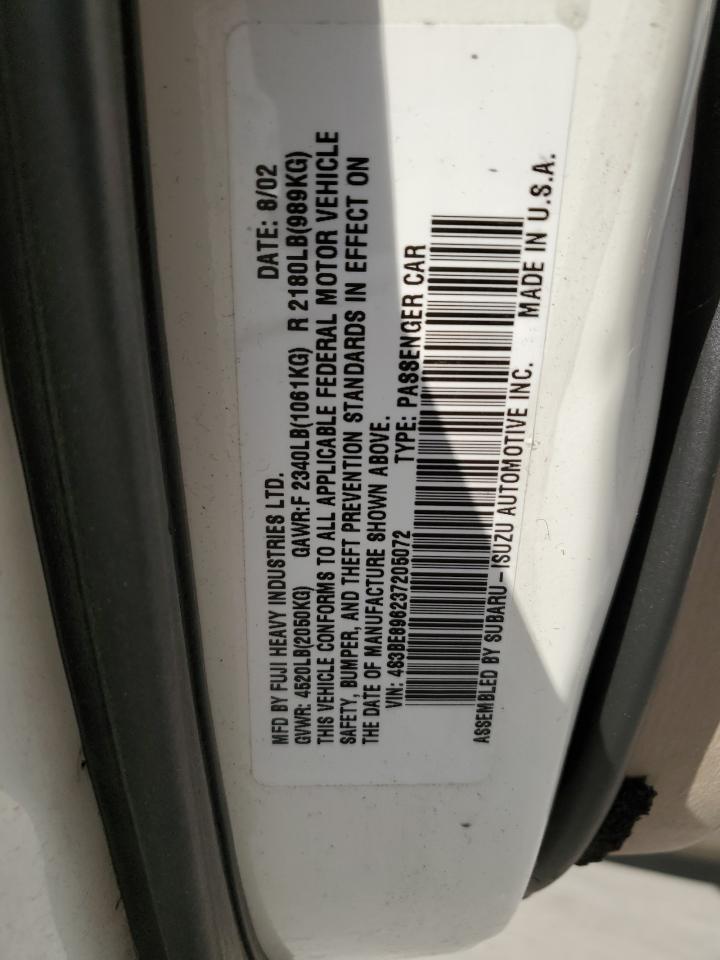 MFD BY FUJI HEAVY INDUSTRIES LTD. DATE: 8/02
GVWR: 4520LB(2050KG) GAWR:F 2340LB(1061KG) R 2180LB(989KG)
THIS VEHICLE CONFORMS TO ALL APPLICABLE FEDERAL MOTOR VEHICLE
SAFETY, BUMPER, AND THEFT PREVENTION STANDARDS IN EFFECT ON
THE DATE OF MANUFACTURE SHOWN ABOVE.
VIN: 4S3BE896237205072 TYPE: PASSENGER CAR
ASSEMBLED BY SUBARU-ISUZU AUTOMOTIVE INC. MADE IN U.S.A.